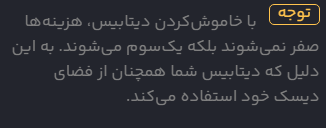 توجه با خاموش‌کردن دیتابیس، هزینه‌ها
صفر نمی‌شوند بلکه یک‌سوم می‌شوند. به این
دلیل که دیتابیس شما همچنان از فضای
دیسک خود استفاده می‌کند.